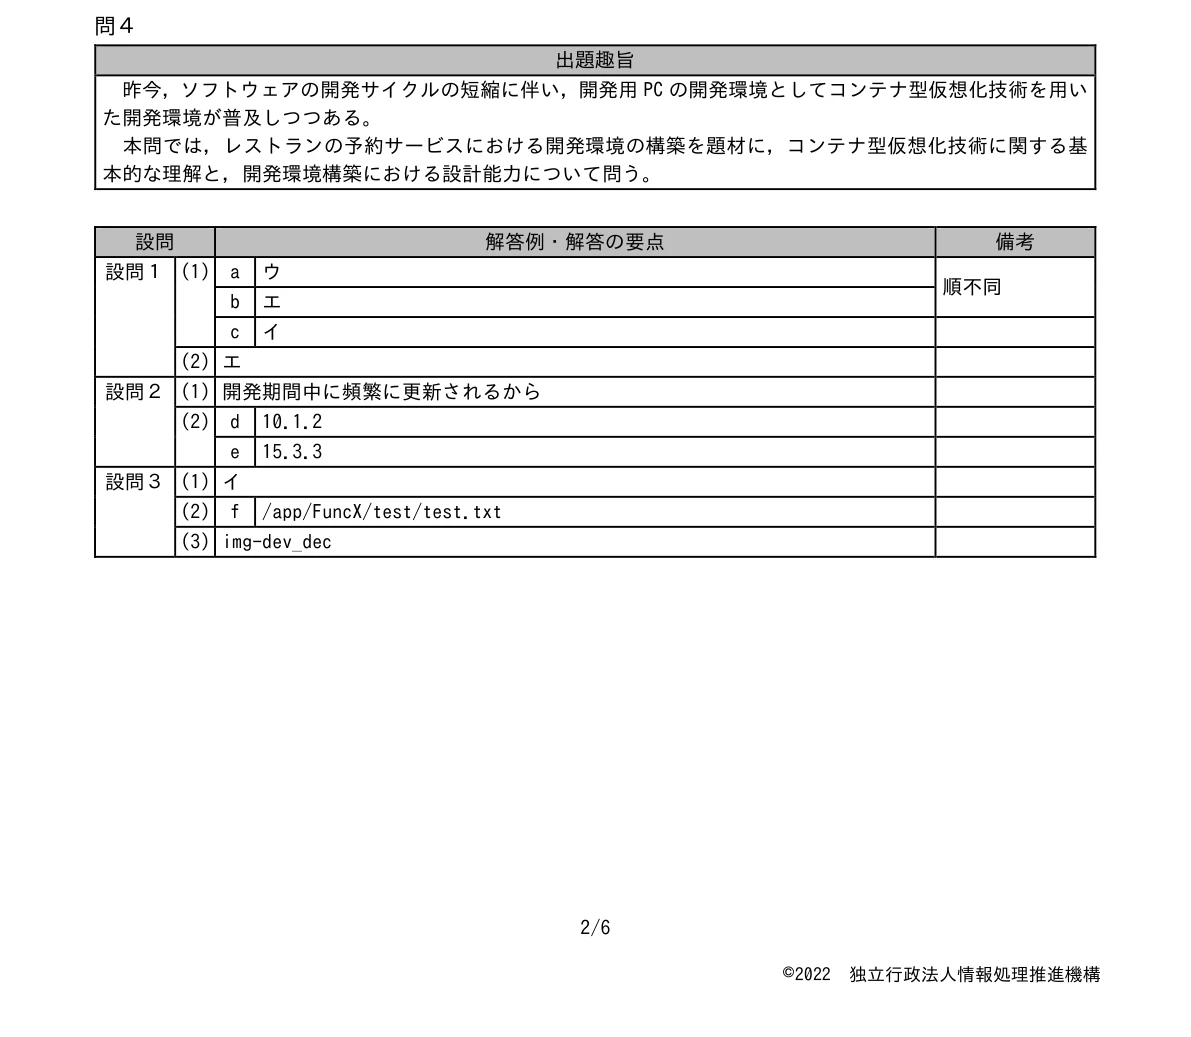 問４
出題趣旨
　昨今，ソフトウェアの開発サイクルの短縮に伴い，開発用 PC の開発環境としてコンテナ型仮想化技術を用い
た開発環境が普及しつつある。
　本問では，レストランの予約サービスにおける開発環境の構築を題材に，コンテナ型仮想化技術に関する基
本的な理解と，開発環境構築における設計能力について問う。
設問 解答例・解答の要点 備考
設問１ (1) a ウ 順不同
b エ
c イ
(2) エ
設問２ (1) 開発期間中に頻繁に更新されるから
(2) d 10.1.2
e 15.3.3
設問３ (1) イ
(2) f /app/FuncX/test/test.txt
(3) img-dev_dec
2/6
©2022　独立行政法人情報処理推進機構